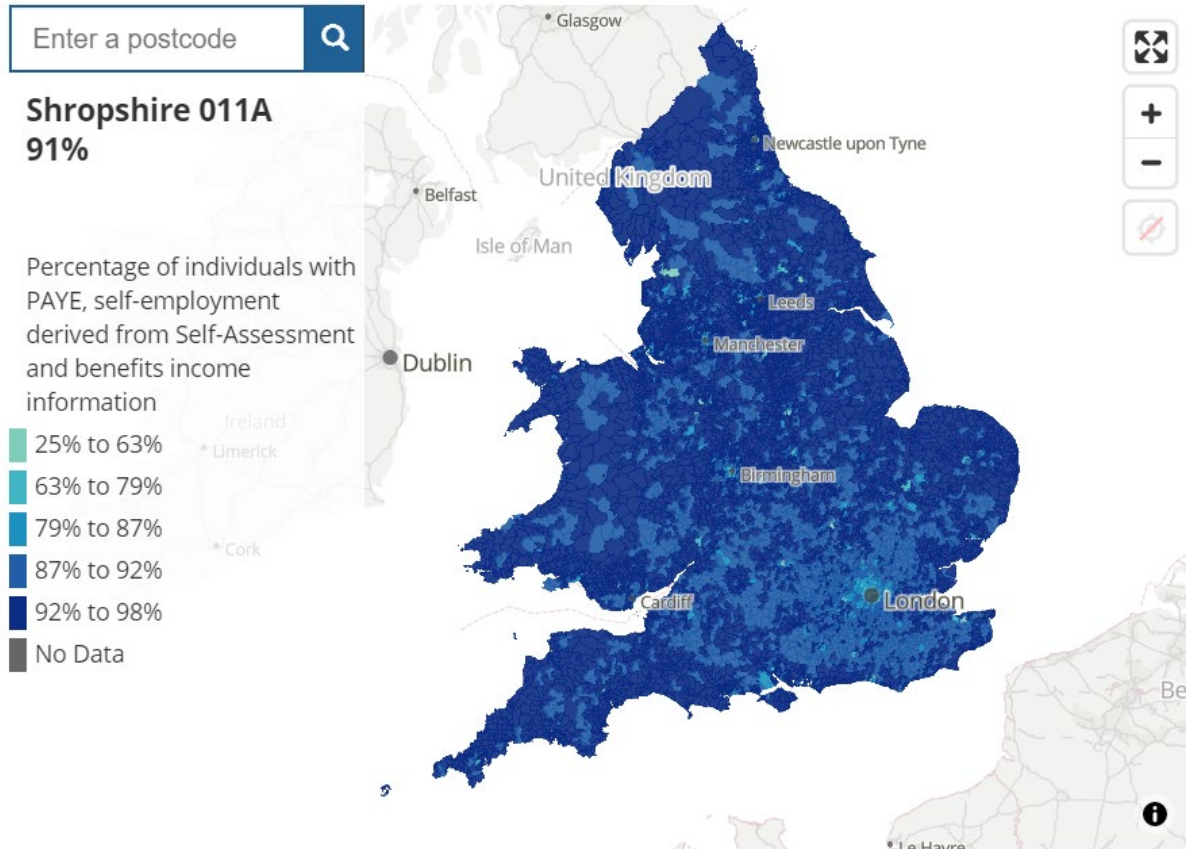 Enter a postcode
Shropshire 011A
91%
Percentage of individuals with
PAYE, self-employment
derived from Self-Assessment
and benefits income
information
25% to 63%
63% to 79%
79% to 87%
87% to 92%
92% to 98%
No Data
Glasgow
Newcastle upon Tyne
United Kingdom
Belfast
Isle of Man
Leeds
Manchester
Dublin
Ireland
Limerick
Birmingham
Cork
Cardiff
London
Be
Le Havre